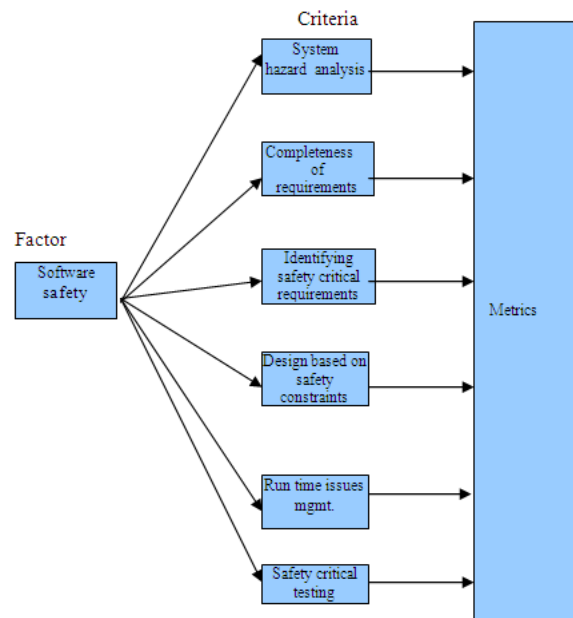 Criteria
System
hazard analysis
Completeness
of
requirements
Factor
Software
safety
Identifying
safety critical
requirements
Metrics
Design based on
safety
constraints
Run time issues
mgmt.
Safety critical
testing